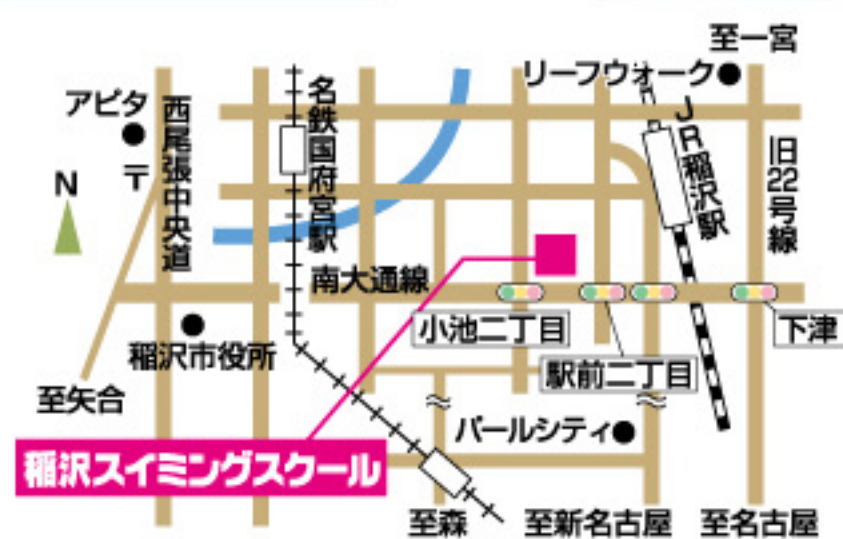 至一宮
リーフウォーク
アピタ
〒
西尾張中央道
名鉄国府宮駅
JR稲沢駅
旧22号線
N
南大通線
小池二丁目
駅前二丁目
下津
稲沢市役所
至矢合
パールシティ
稲沢スイミングスクール
至森
至新名古屋
至名古屋